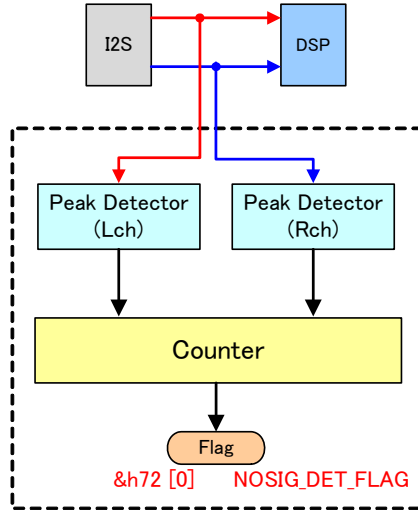 I2S
DSP
Peak Detector
(Lch)
Peak Detector
(Rch)
Counter
Flag
&h72 [0] NOSIG_DET_FLAG